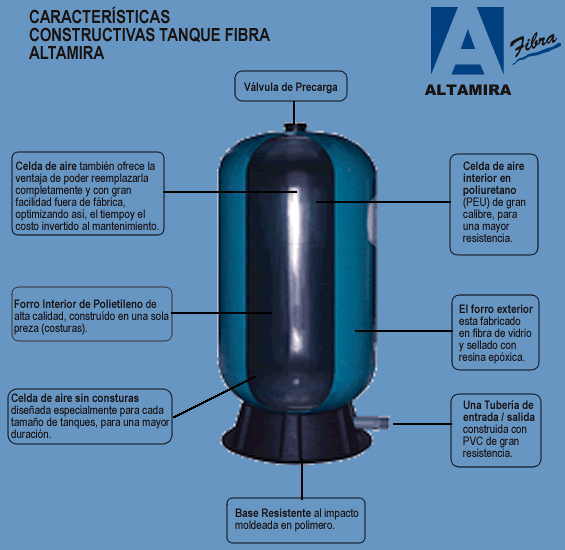 CARACTERÍSTICAS
CONSTRUCTIVAS TANQUE FIBRA
ALTAMIRA
A
Fibra
ALTAMIRA
Válvula de Precarga
Celda de aire también ofrece la
ventaja de poder reemplazarla
completamente y con gran
facilidad fuera de fábrica,
optimizando así, el tiempoy el
costo invertido al mantenimiento.
Celda de aire
interior en
poliuretano
(PEU) de gran
calibre, para
una mayor
resistencia.
Forro Interior de Polietileno de
alta calidad, construído en una sola
preza (costuras).
El forro exterior
esta fabricado
en fibra de vidrio
y sellado con
resina epóxica.
Celda de aire sin consturas
diseñada especialmente para cada
tamaño de tanques, para una mayor
duración.
Una Tubería de
entrada / salida
construida con
PVC de gran
resistencia.
Base Resistente al impacto
moldeada en polímero.